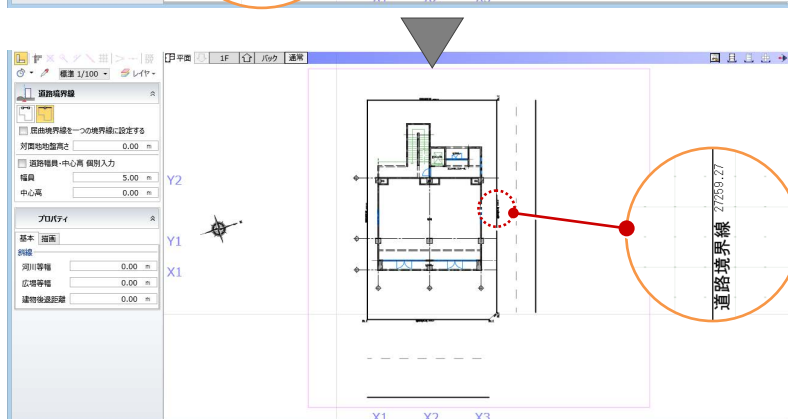 X1 X2 X3
平面 1F バック 通常
標準 1/100 レイヤー
道路境界線
屈曲境界線を一つの境界線に設定する
対面地地盤高さ 0.00 m
道路幅員・中心高 個別入力
幅員 5.00 m
中心高 0.00 m
プロパティ
基本 描画
斜線
河川等幅 0.00 m
広場等幅 0.00 m
建物後退距離 0.00 m
Y2
Y1
X1
道路境界線 27259.27
X1 X2 X3